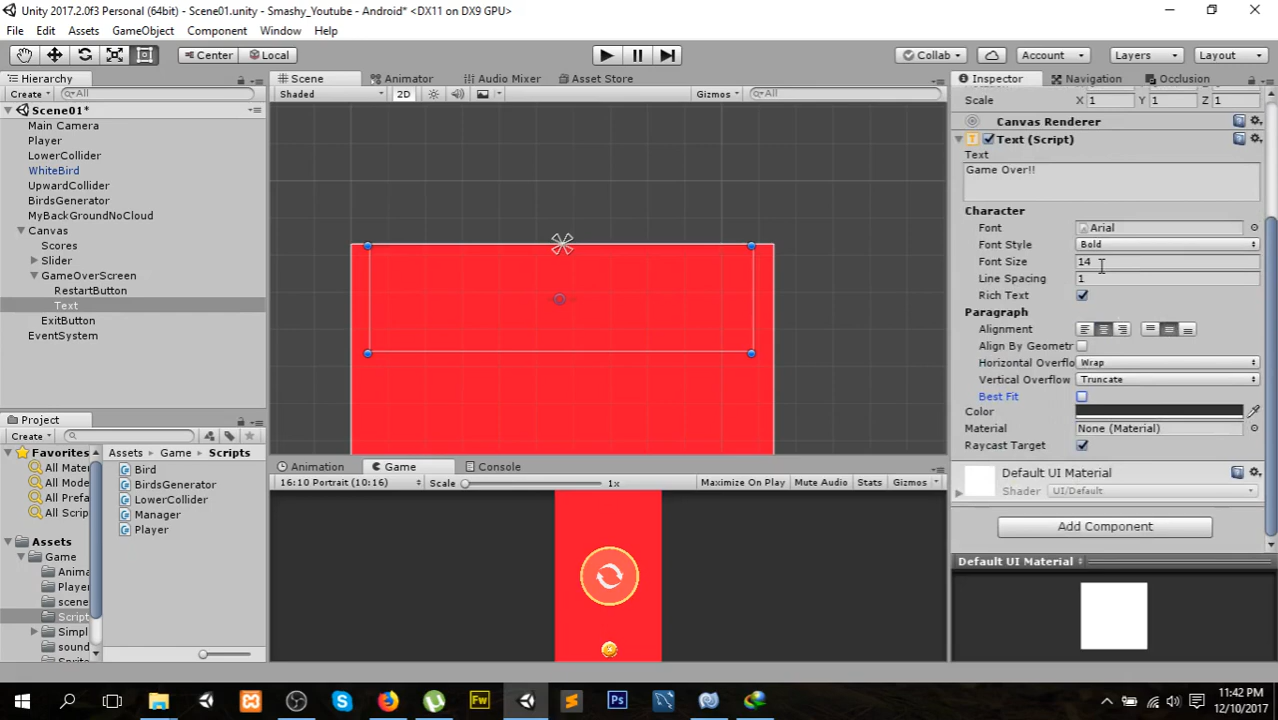 Unity 2017.2.0f3 Personal (64bit) - Scene01.unity - Smashy_Youtube - Android* <DX11 on DX9 GPU>
File Edit Assets GameObject Component Window Help
Center Local Collab Account Layers Layout
Hierarchy Scene Animator Audio Mixer Asset Store Inspector Navigation Occlusion
Create All Shaded 2D Gizmos All
Scale X 1 Y 1 Z 1
Scene01*
Main Camera
Player
LowerCollider
WhiteBird
UpwardCollider
BirdsGenerator
MyBackGroundNoCloud
Canvas
Scores
Slider
GameOverScreen
RestartButton
Text
ExitButton
EventSystem
Canvas Renderer
Text (Script)
Text
Game Over!!
Character
Font Arial
Font Style Bold
Font Size 14
Line Spacing 1
Rich Text
Paragraph
Alignment
Align By Geometr
Horizontal Overflo Wrap
Vertical Overflow Truncate
Best Fit
Color
Material None (Material)
Raycast Target
Default UI Material
Shader UI/Default
Add Component
Default UI Material
Project
Create
Favorites
All Mater
All Mode
All Prefa
All Scrip
Assets
Game
Anima
Player
scene
Script
Simpl
soun
Assets Game Scripts
Bird
BirdsGenerator
LowerCollider
Manager
Player
Animation Game Console
16:10 Portrait (10:16) Scale 1x Maximize On Play Mute Audio Stats Gizmos
Fw Ps
11:42 PM
12/10/2017